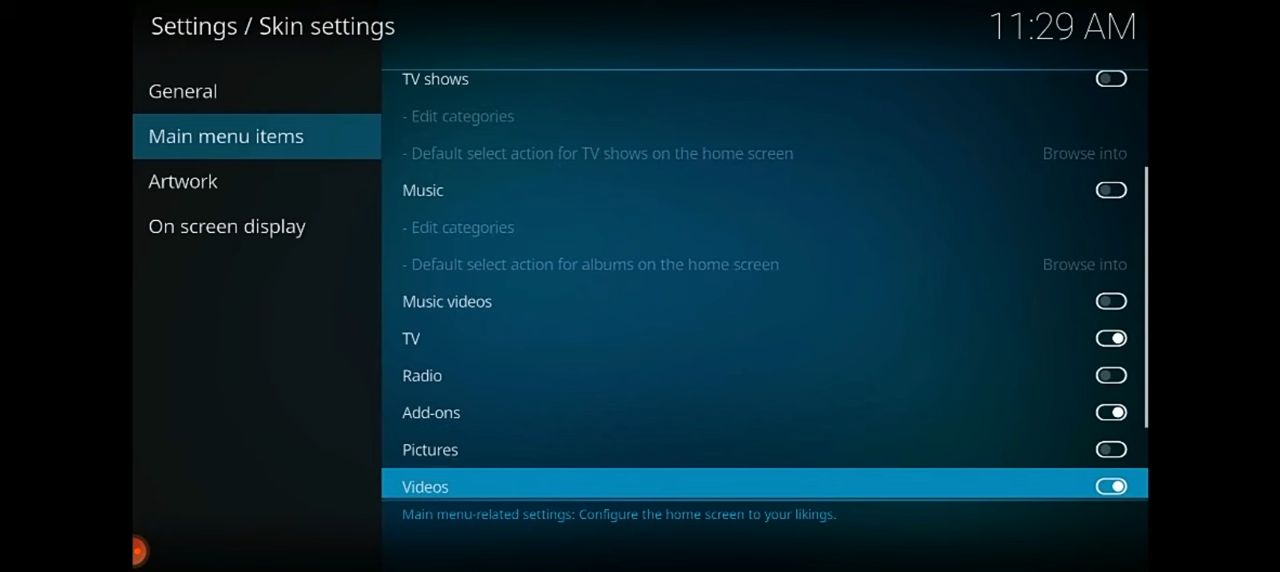 Settings / Skin settings
11:29 AM
General
Main menu items
Artwork
On screen display
TV shows
- Edit categories
- Default select action for TV shows on the home screen Browse into
Music
- Edit categories
- Default select action for albums on the home screen Browse into
Music videos
TV
Radio
Add-ons
Pictures
Videos
Main menu-related settings: Configure the home screen to your likings.